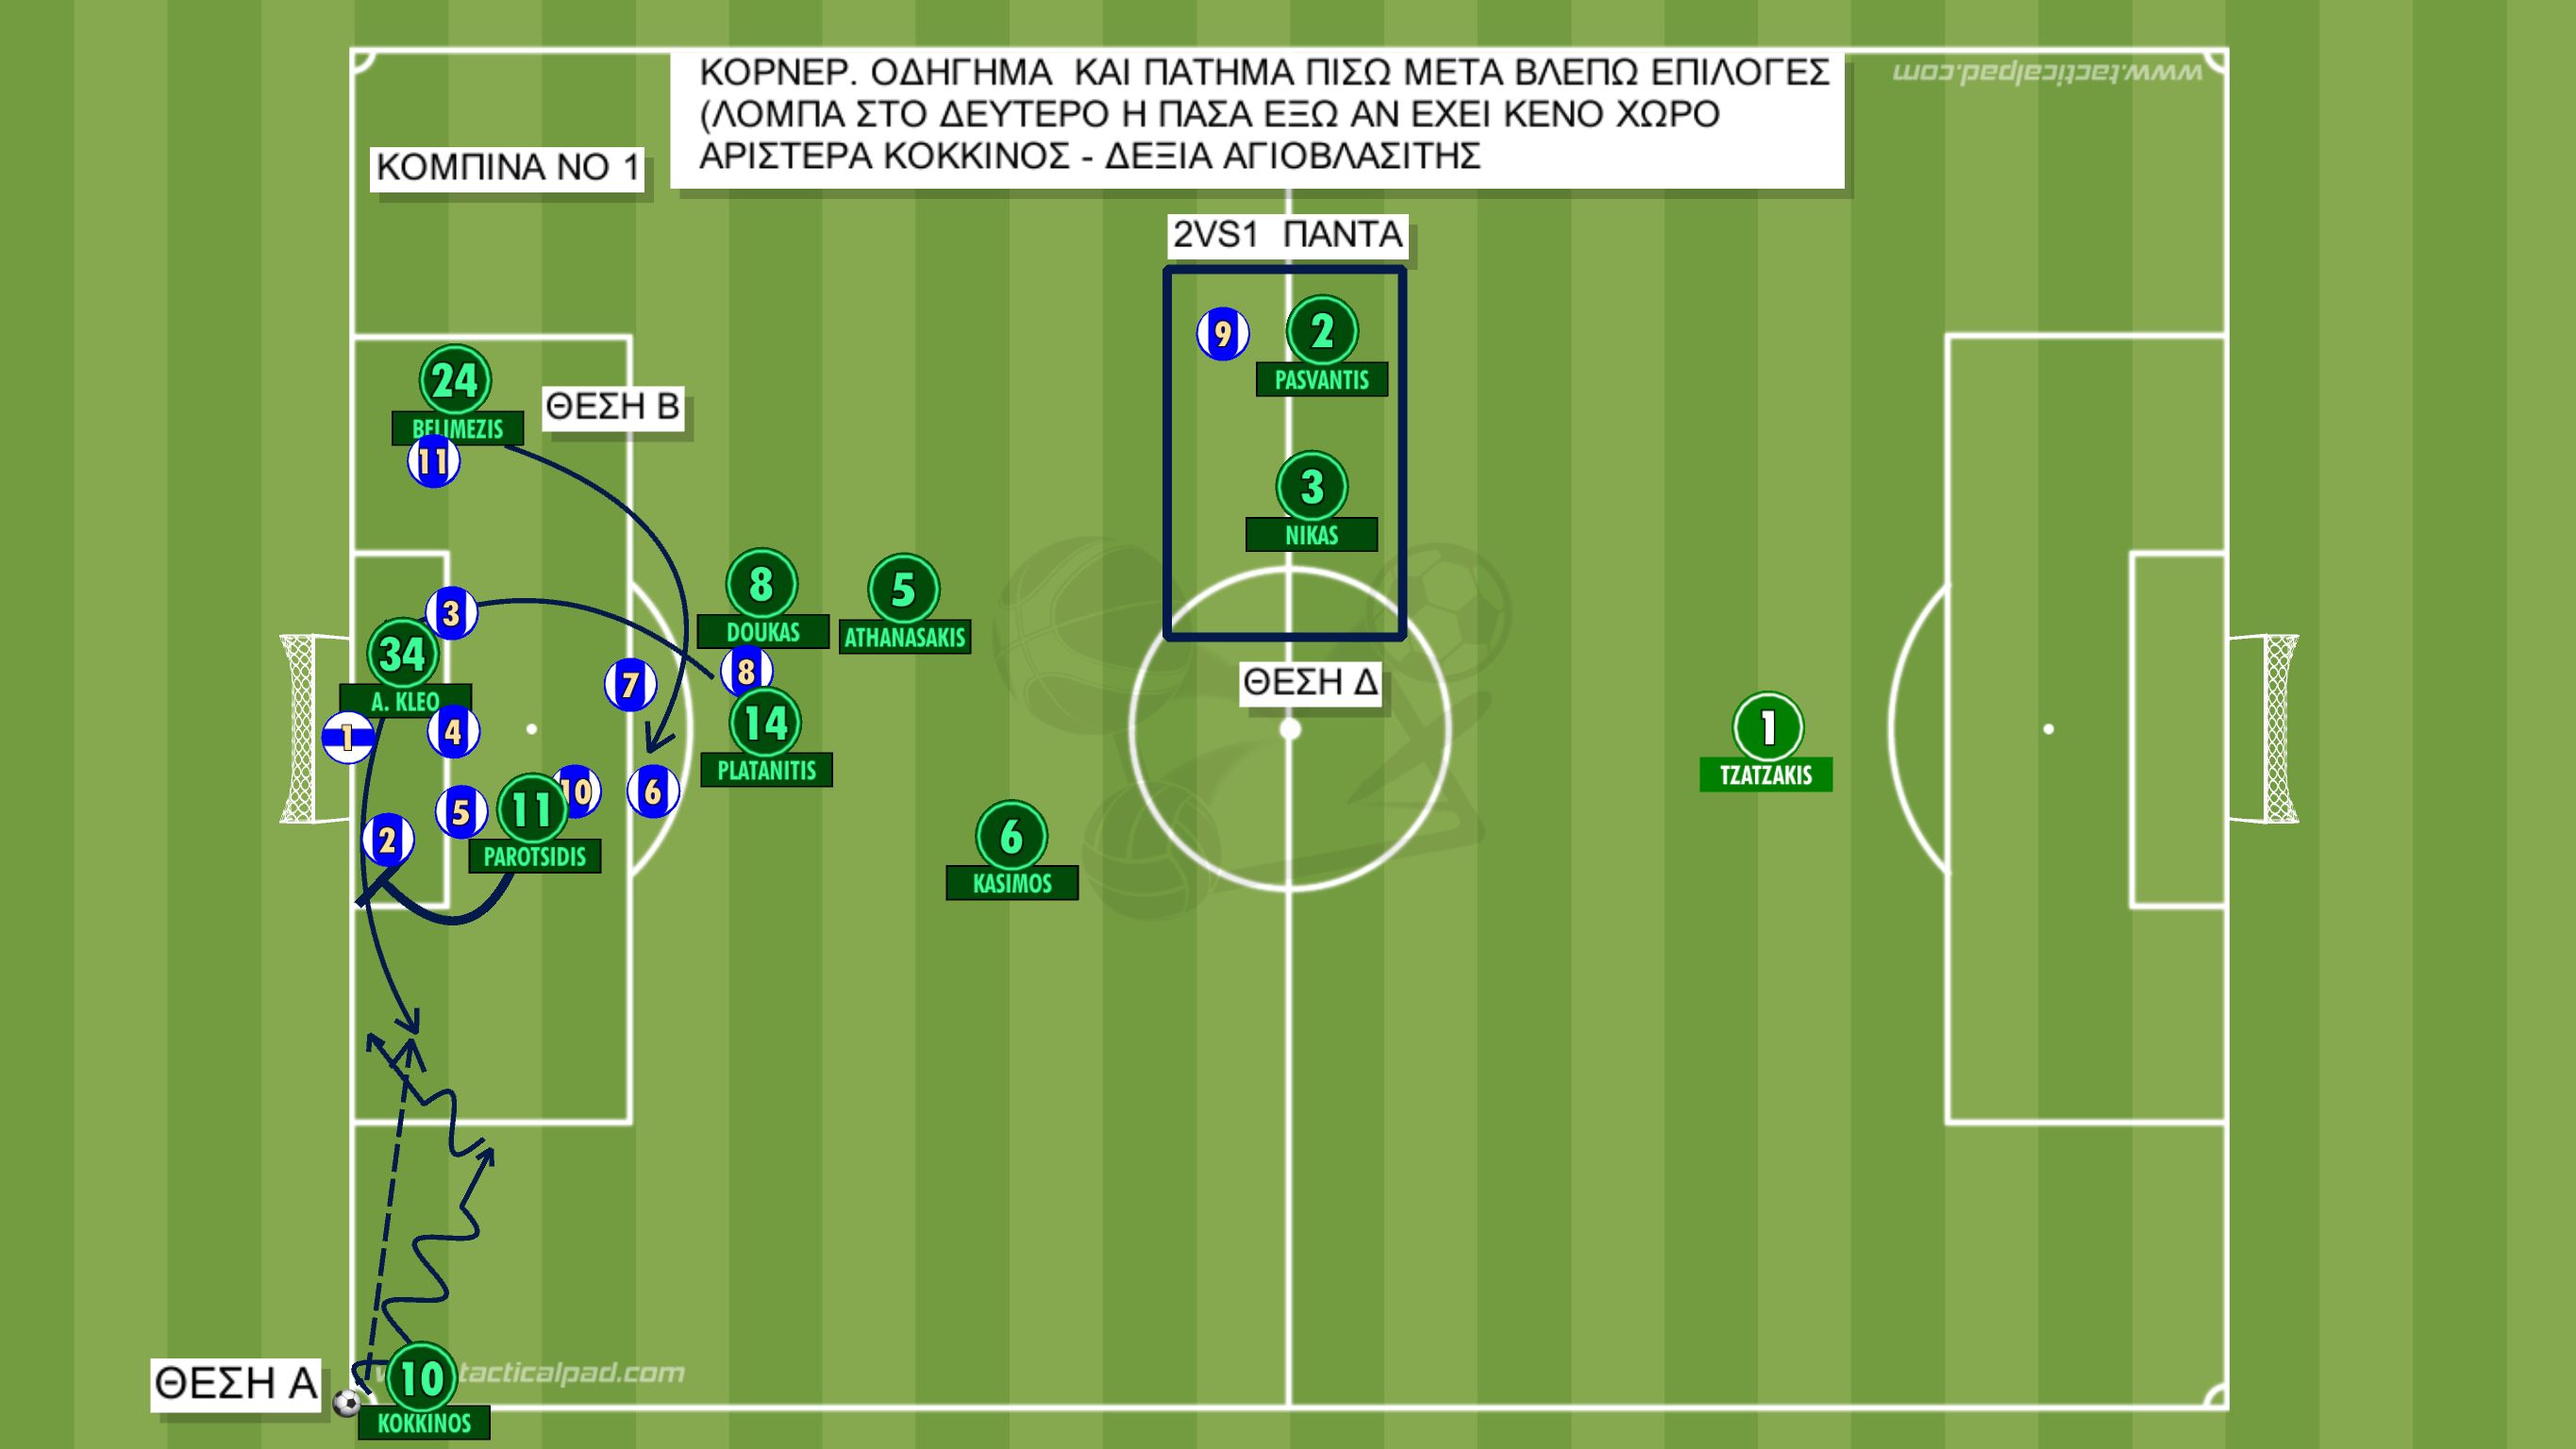 ΚΟΡΝΕΡ. ΟΔΗΓΗΜΑ ΚΑΙ ΠΑΤΗΜΑ ΠΙΣΩ ΜΕΤΑ ΒΛΕΠΩ ΕΠΙΛΟΓΕΣ
(ΛΟΜΠΑ ΣΤΟ ΔΕΥΤΕΡΟ Η ΠΑΣΑ ΕΞΩ ΑΝ ΕΧΕΙ ΚΕΝΟ ΧΩΡΟ
ΑΡΙΣΤΕΡΑ ΚΟΚΚΙΝΟΣ - ΔΕΞΙΑ ΑΓΙΟΒΛΑΣΙΤΗΣ
www.tacticalpad.com
ΚΟΜΠΙΝΑ ΝΟ 1
2VS1 ΠΑΝΤΑ
9
2
PASVANTIS
24
BELIMEZIS
11
ΘΕΣΗ Β
3
NIKAS
8
DOUKAS
5
ATHANASAKIS
3
34
A. KLEO
7
8
ΘΕΣΗ Δ
1
4
14
PLATANITIS
1
TZATZAKIS
2
5
11
PAROTSIDIS
10
6
6
KASIMOS
ΘΕΣΗ Α
10
KOKKINOS
tacticalpad.com